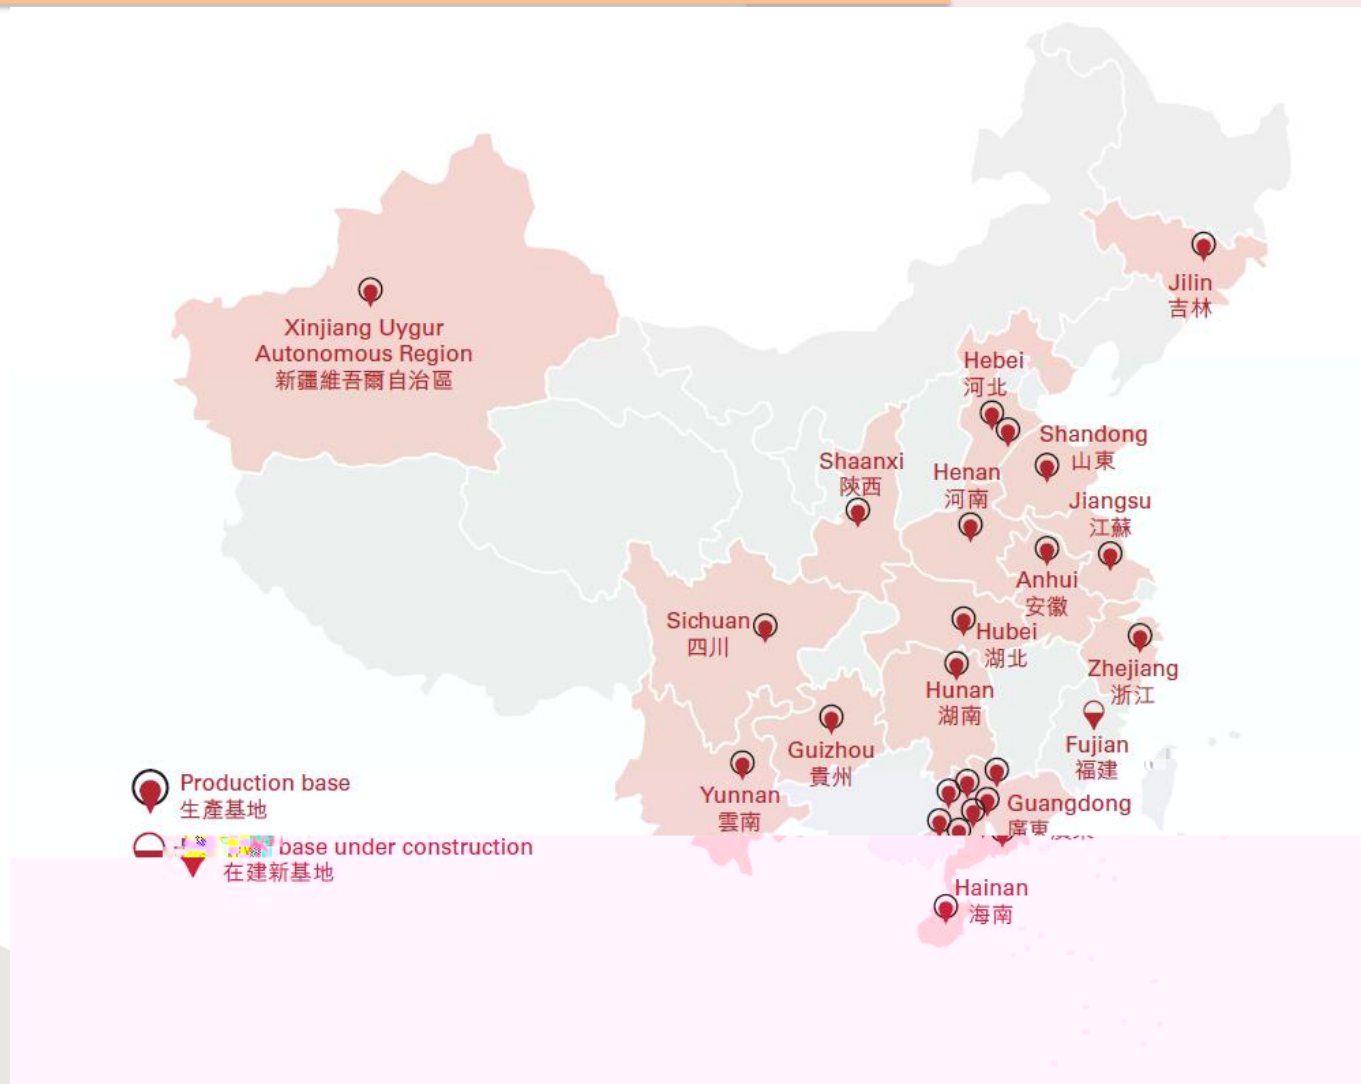 Jilin
吉林
Xinjiang Uygur
Autonomous Region
新疆維吾爾自治區
Hebei
河北
Shandong
山東
Shaanxi
陝西
Henan
河南
Jiangsu
江蘇
Anhui
安徽
Sichuan
四川
Hubei
湖北
Zhejiang
浙江
Hunan
湖南
Fujian
福建
Guizhou
貴州
Yunnan
雲南
Guangdong
廣東
Production base
生產基地
base under construction
在建新基地
Hainan
海南